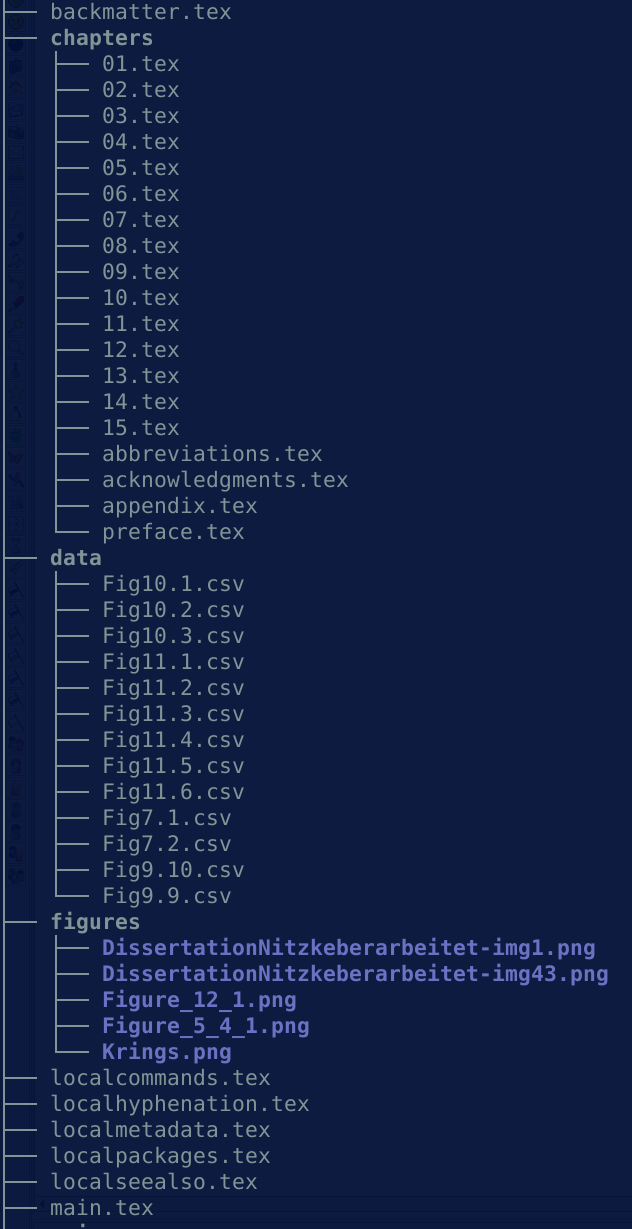 backmatter.tex
chapters
01.tex
02.tex
03.tex
04.tex
05.tex
06.tex
07.tex
08.tex
09.tex
10.tex
11.tex
12.tex
13.tex
14.tex
15.tex
abbreviations.tex
acknowledgments.tex
appendix.tex
preface.tex
data
Fig10.1.csv
Fig10.2.csv
Fig10.3.csv
Fig11.1.csv
Fig11.2.csv
Fig11.3.csv
Fig11.4.csv
Fig11.5.csv
Fig11.6.csv
Fig7.1.csv
Fig7.2.csv
Fig9.10.csv
Fig9.9.csv
figures
DissertationNitzkeberarbeitet-img1.png
DissertationNitzkeberarbeitet-img43.png
Figure_12_1.png
Figure_5_4_1.png
Krings.png
localcommands.tex
localhyphenation.tex
localmetadata.tex
localpackages.tex
localseealso.tex
main.tex